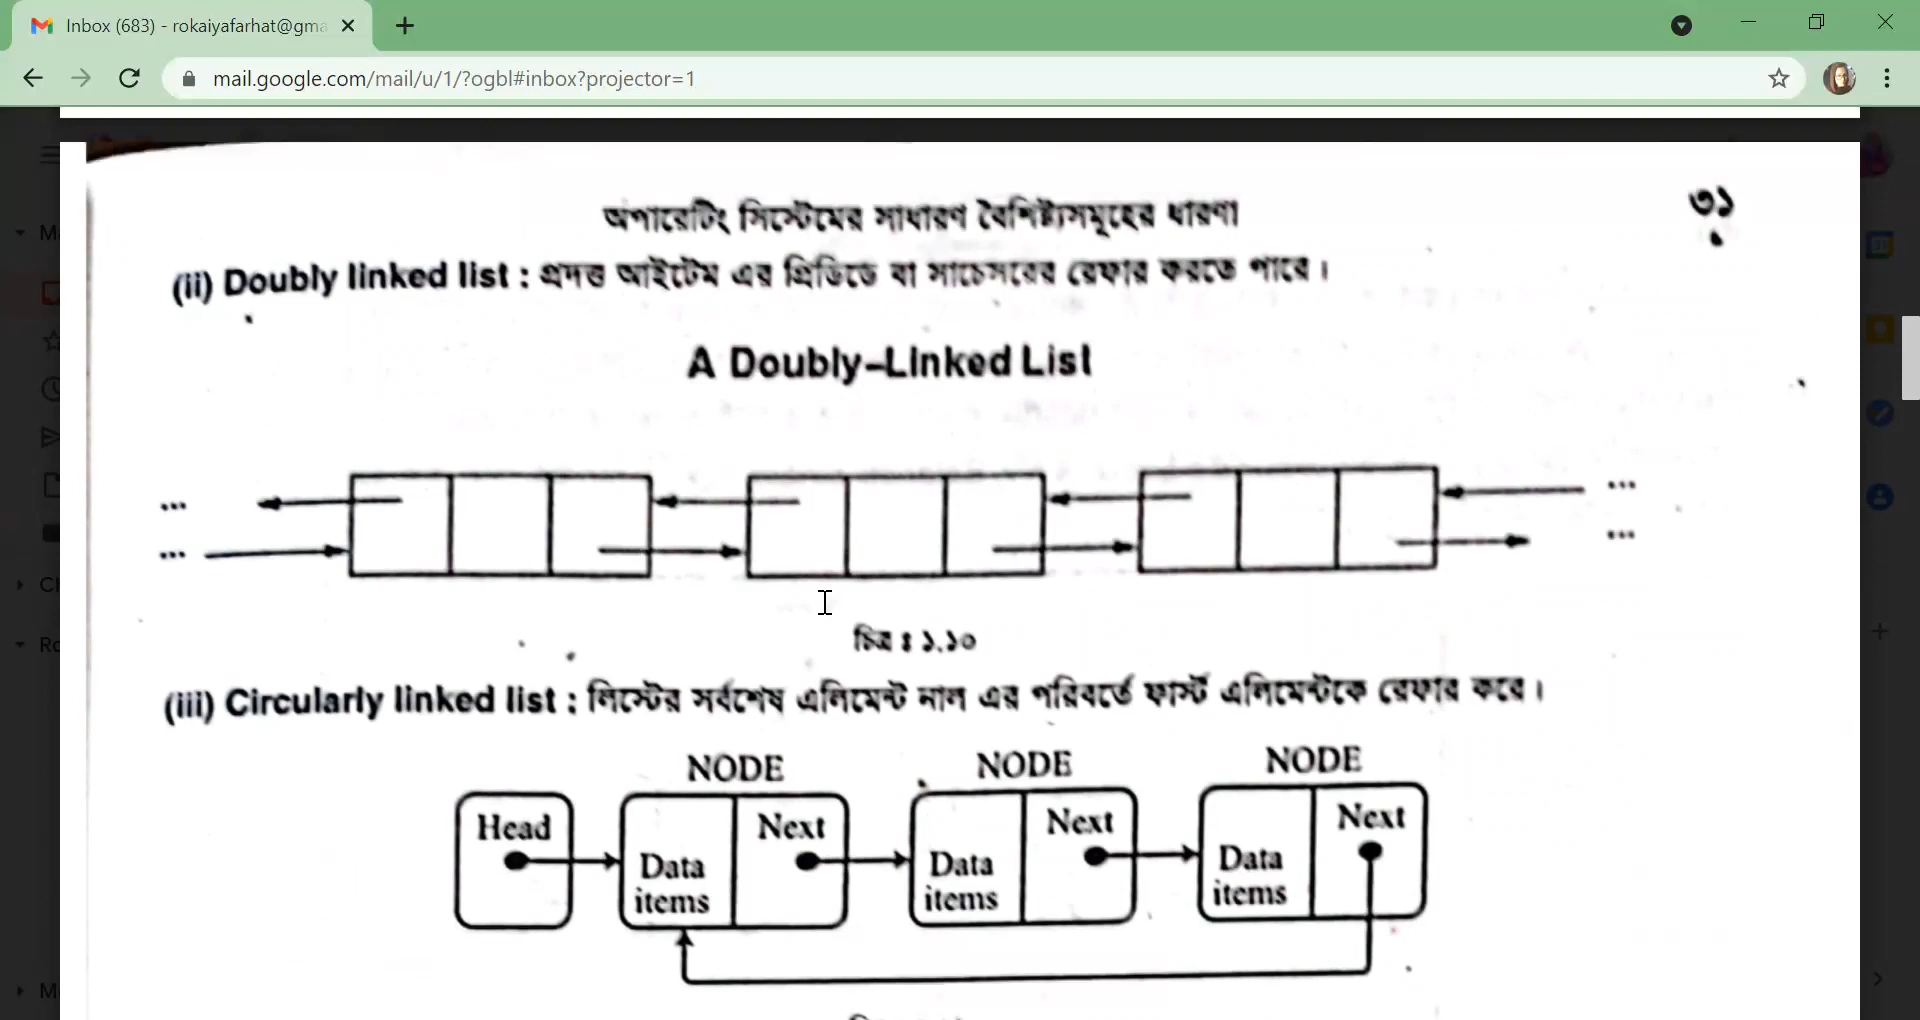 Inbox (683) - rokaiyafarhat@gma
mail.google.com/mail/u/1/?ogbl#inbox?projector=1
অপারেটিং সিস্টেমের সাধারণ বৈশিষ্ট্যসমূহের ধারণা
৩১
(ii) Doubly linked list : প্রদত্ত আইটেম এর প্রিভিতে বা সাচেসরের রেফার করতে পারে।
A Doubly–Linked List
... ...
... ...
চিত্র ঃ ১.১০
(iii) Circularly linked list : লিস্টের সর্বশেষ এলিমেন্ট নাল এর পরিবর্তে ফার্স্ট এলিমেন্টকে রেফার করে।
NODE NODE NODE
Head Next Next Next
Data Data Data
items items items